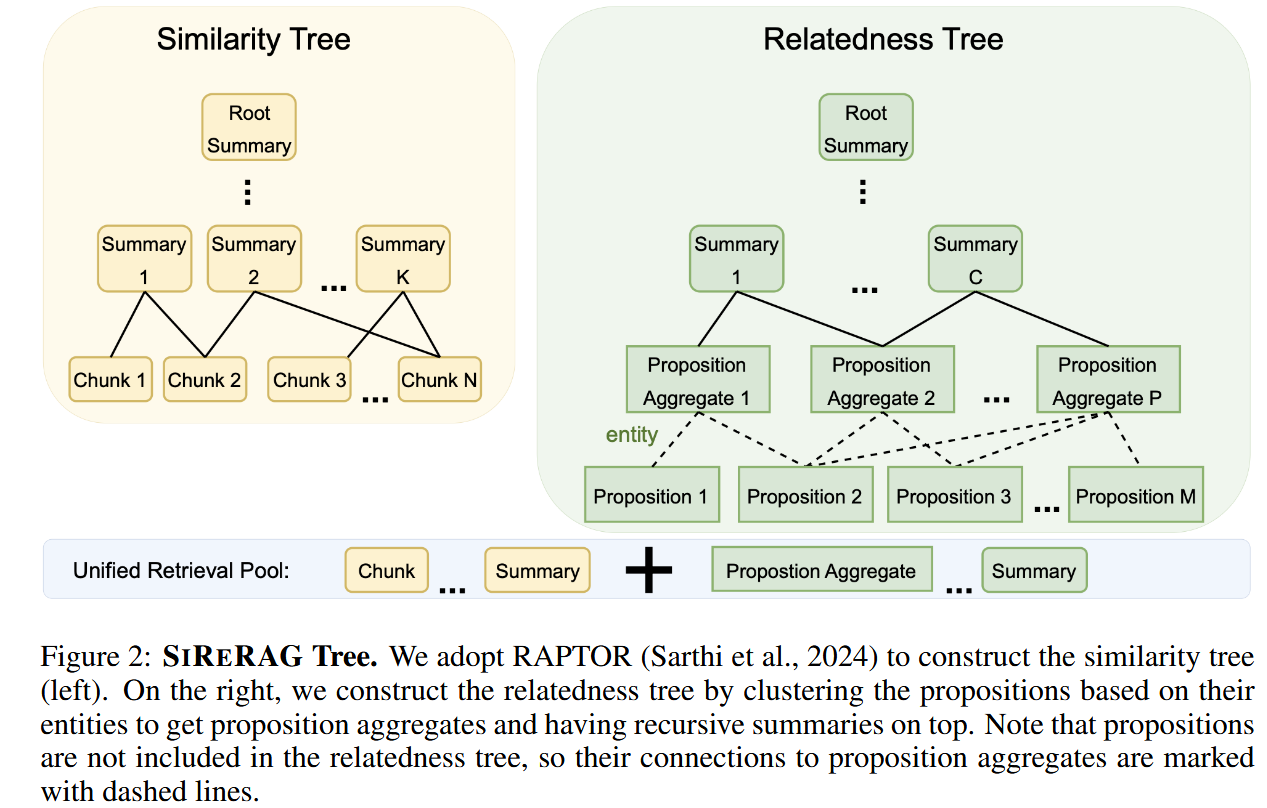 Similarity Tree
Root
Summary
Summary
1
Summary
2
...
Summary
K
Chunk 1
Chunk 2
Chunk 3
...
Chunk N
Relatedness Tree
Root
Summary
Summary
1
...
Summary
C
Proposition
Aggregate 1
Proposition
Aggregate 2
...
Proposition
Aggregate P
entity
Proposition 1
Proposition 2
Proposition 3
...
Proposition M
Unified Retrieval Pool:
Chunk
...
Summary
+
Propostion Aggregate
...
Summary
Figure 2: SIRERAG Tree. We adopt RAPTOR (Sarthi et al., 2024) to construct the similarity tree
(left). On the right, we construct the relatedness tree by clustering the propositions based on their
entities to get proposition aggregates and having recursive summaries on top. Note that propositions
are not included in the relatedness tree, so their connections to proposition aggregates are marked
with dashed lines.